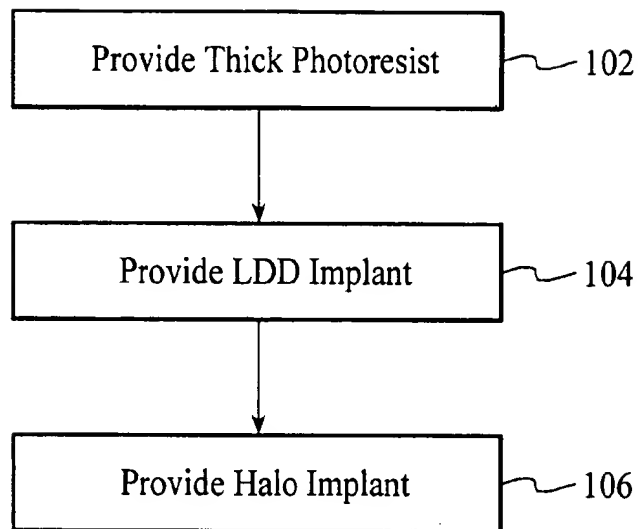 Provide Thick Photoresist 102
Provide LDD Implant 104
Provide Halo Implant 106